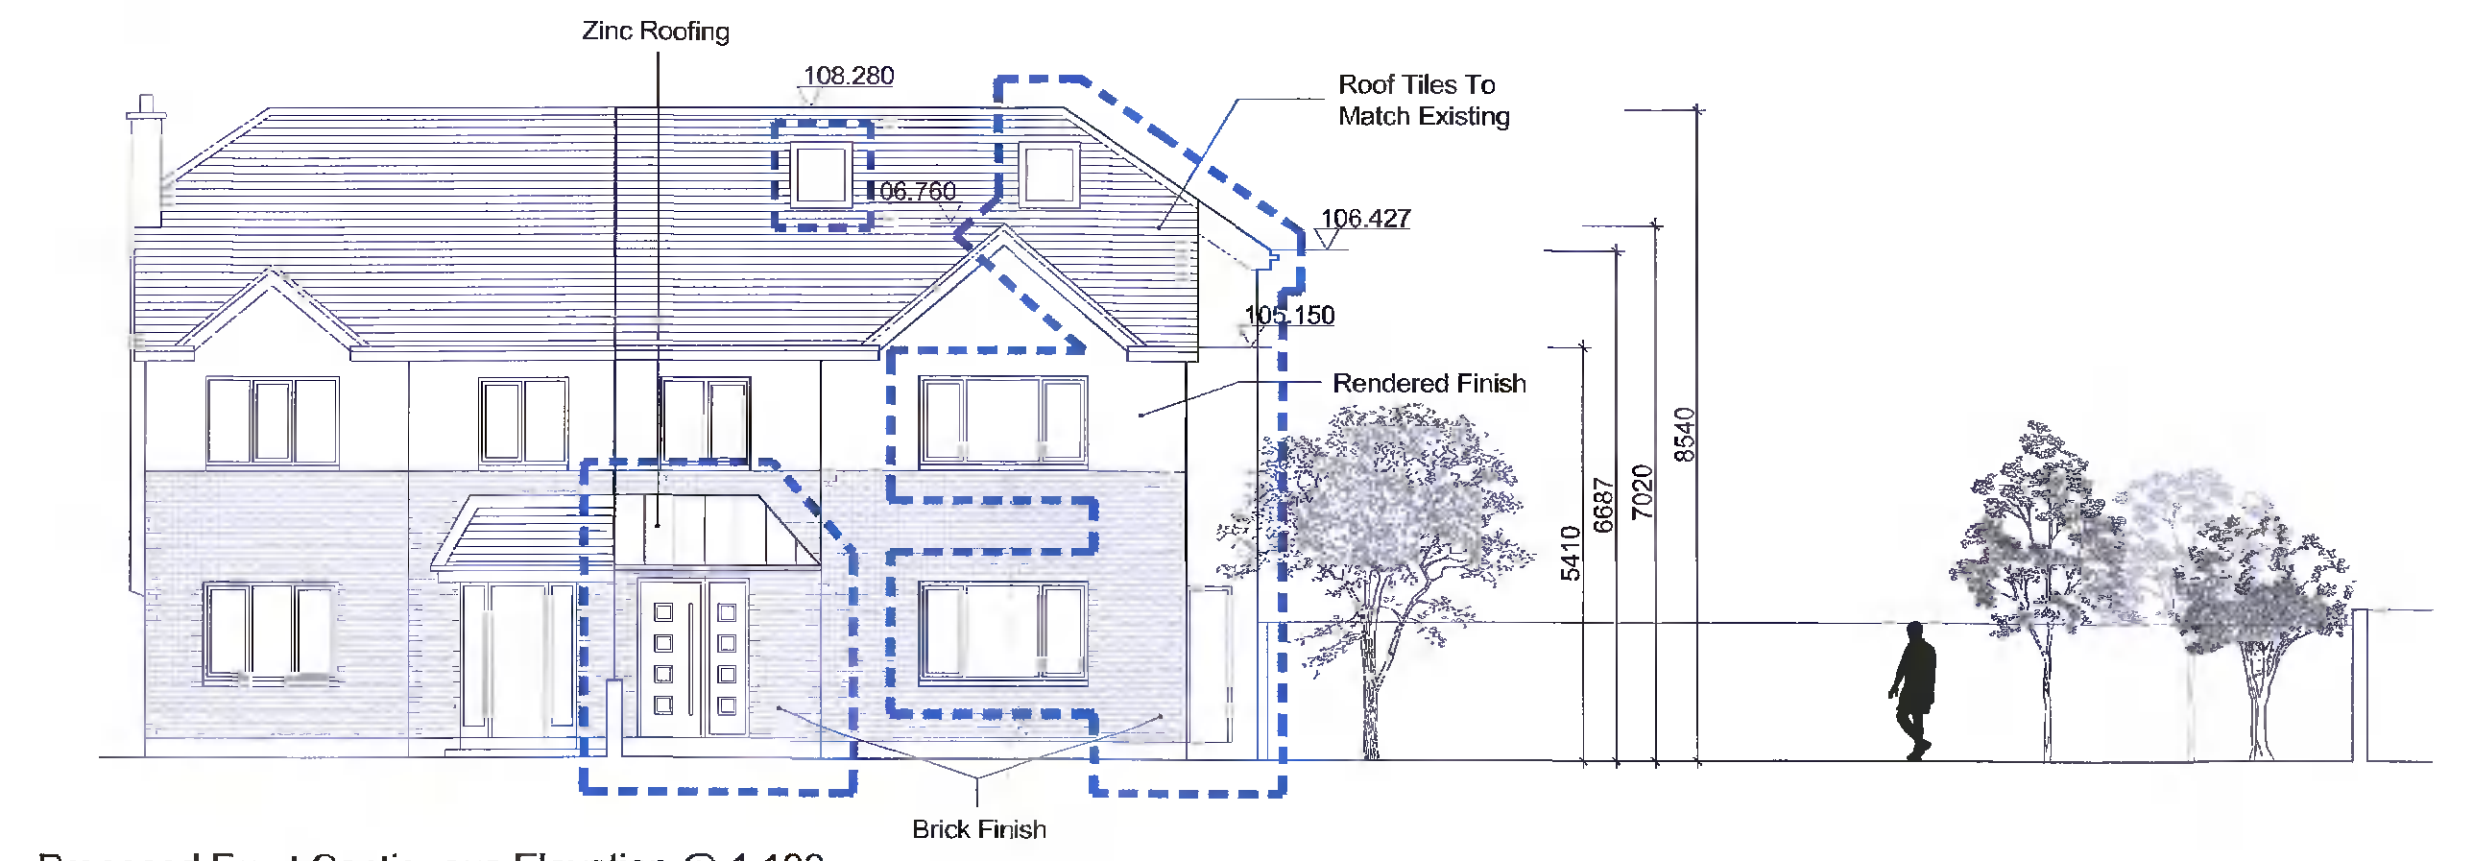 Zinc Roofing
108.280
Roof Tiles To
Match Existing
06.760
106.427
105.150
Rendered Finish
8540
7020
6687
5410
Brick Finish